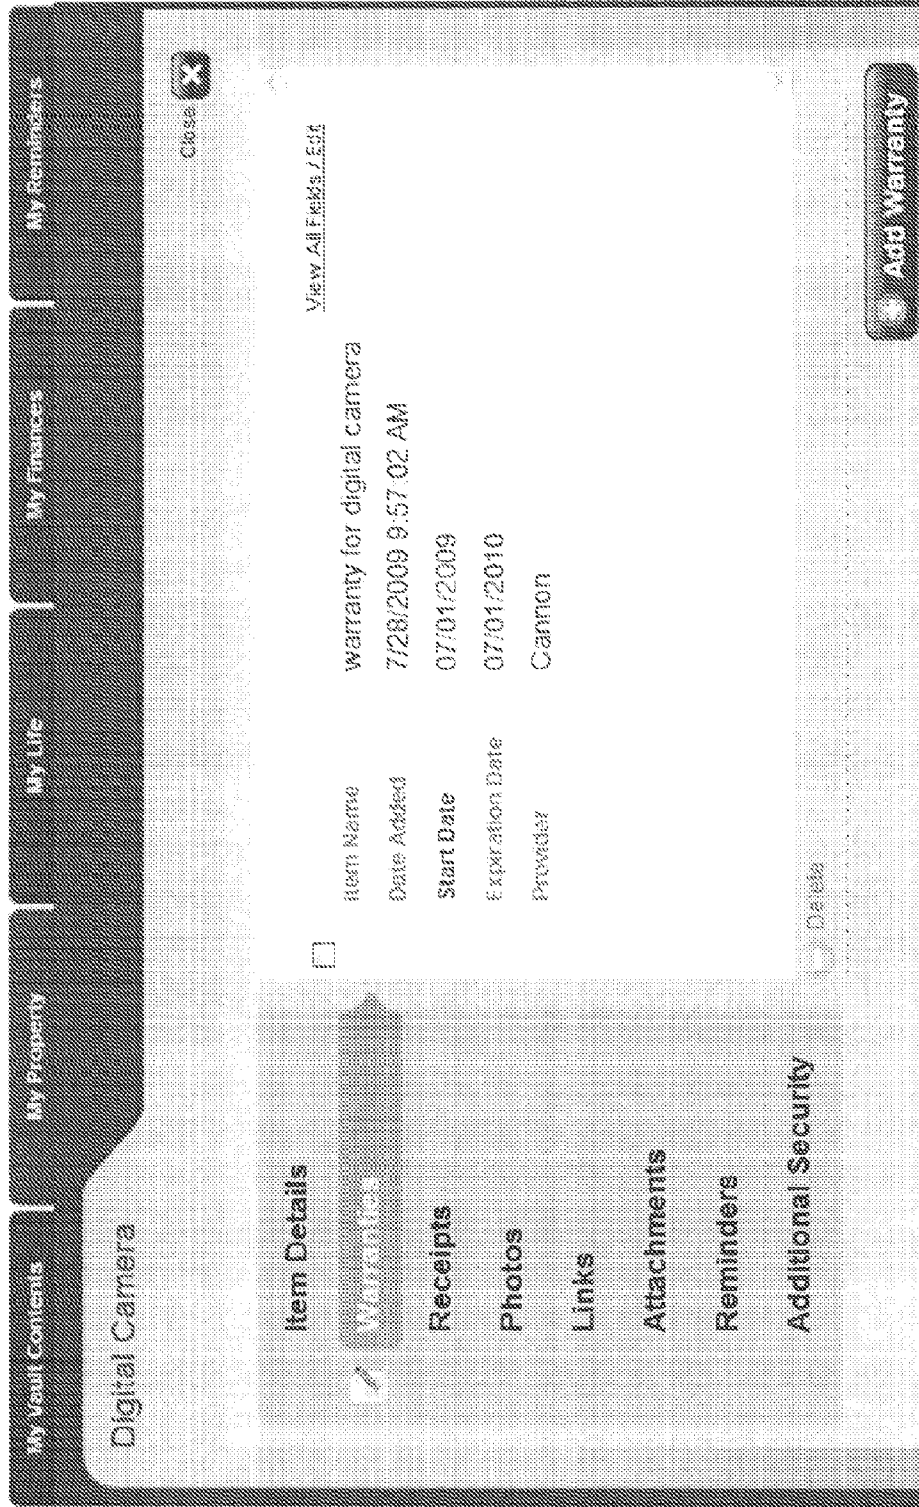 My Vault Contents
My Property
My Life
My Finances
My Reminders
Digital Camera
Close X
Item Details
Warranties
Receipts
Photos
Links
Attachments
Reminders
Additional Security
View All Fields / Edit
Item Name warranty for digital camera
Date Added 7/28/2009 9:57:02 AM
Start Date 07/01/2009
Expiration Date 07/01/2010
Provider Cannon
Delete
Add Warranty